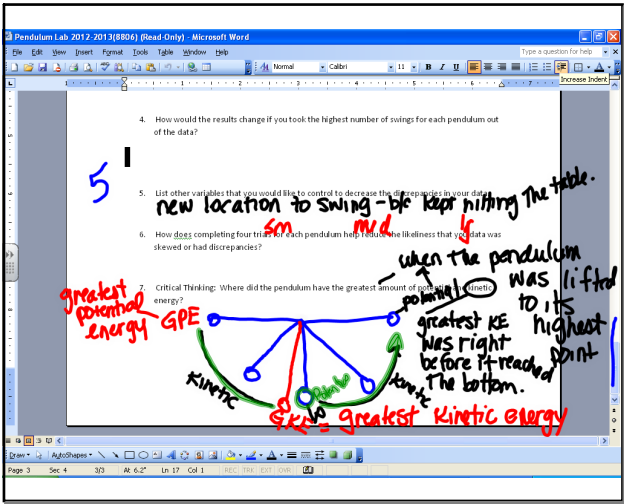 Pendulum Lab 2012-2013(8806) (Read-Only) - Microsoft Word
File Edit View Insert Format Tools Table Window Help
Type a question for help
Normal Calibri 11 B I U
Increase Indent
4. How would the results change if you took the highest number of swings for each pendulum out
of the data?
5
5. List other variables that you would like to control to decrease the discrepancies in your data
new location to swing - b/c kept hitting the table.
sm mid lg
6. How does completing four trials for each pendulum help reduce the likeliness that you data was
skewed or had discrepancies?
7. Critical Thinking: Where did the pendulum have the greatest amount of potential and kinetic
energy?
when the pendulum
was lifted
to its
highest
point
potential
greatest KE
was right
before it reached
the bottom.
greatest
potential
energy
GPE
Kinetic
Kinetic
GKE = greatest Kinetic energy
Draw AutoShapes
Page 3 Sec 4 3/3 At 6.2" Ln 17 Col 1 REC TRK EXT OVR